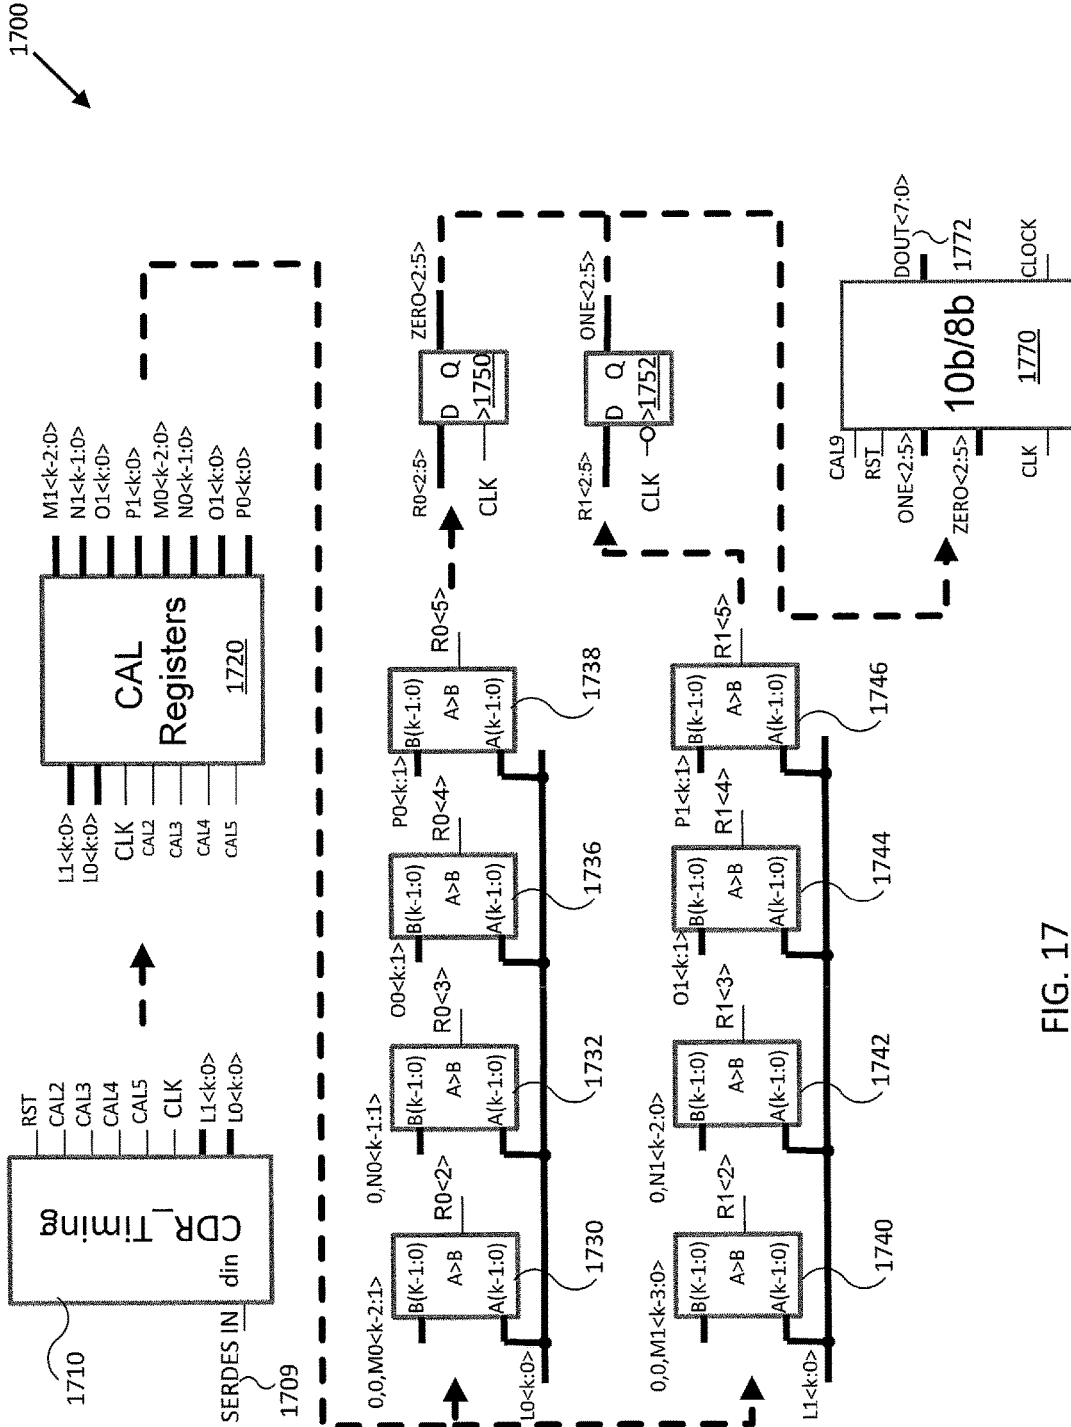 1700
CDR_Timing
din
RST
CAL2
CAL3
CAL4
CAL5
CLK
L1<k:0>
L0<k:0>
1710
SERDES IN
1709
CAL
Registers
1720
L1<k:0>
L0<k:0>
CLK
CAL2
CAL3
CAL4
CAL5
M1<k-2:0>
N1<k-1:0>
O1<k:0>
P1<k:0>
M0<k-2:0>
N0<k-1:0>
O1<k:0>
P0<k:0>
0,0,M0<k-2:1>
B(K-1:0)
A>B
A(k-1:0)
R0<2>
1730
0,N0<k-1:1>
B(k-1:0)
A>B
A(k-1:0)
R0<3>
1732
O0<k:1>
B(k-1:0)
A>B
A(k-1:0)
R0<4>
1736
P0<k:1>
B(k-1:0)
A>B
A(k-1:0)
R0<5>
1738
L0<k:0>
0,0,M1<k-3:0>
B(K-1:0)
A>B
A(k-1:0)
R1<2>
1740
0,N1<k-2:0>
B(k-1:0)
A>B
A(k-1:0)
R1<3>
1742
O1<k:1>
B(k-1:0)
A>B
A(k-1:0)
R1<4>
1744
P1<k:1>
B(k-1:0)
A>B
A(k-1:0)
R1<5>
1746
L1<k:0>
R0<2:5>
D Q
>1750
CLK
ZERO<2:5>
R1<2:5>
D Q
>1752
CLK
ONE<2:5>
CAL9
RST
ONE<2:5>
ZERO<2:5>
CLK
10b/8b
1770
DOUT<7:0>
1772
CLOCK
FIG. 17